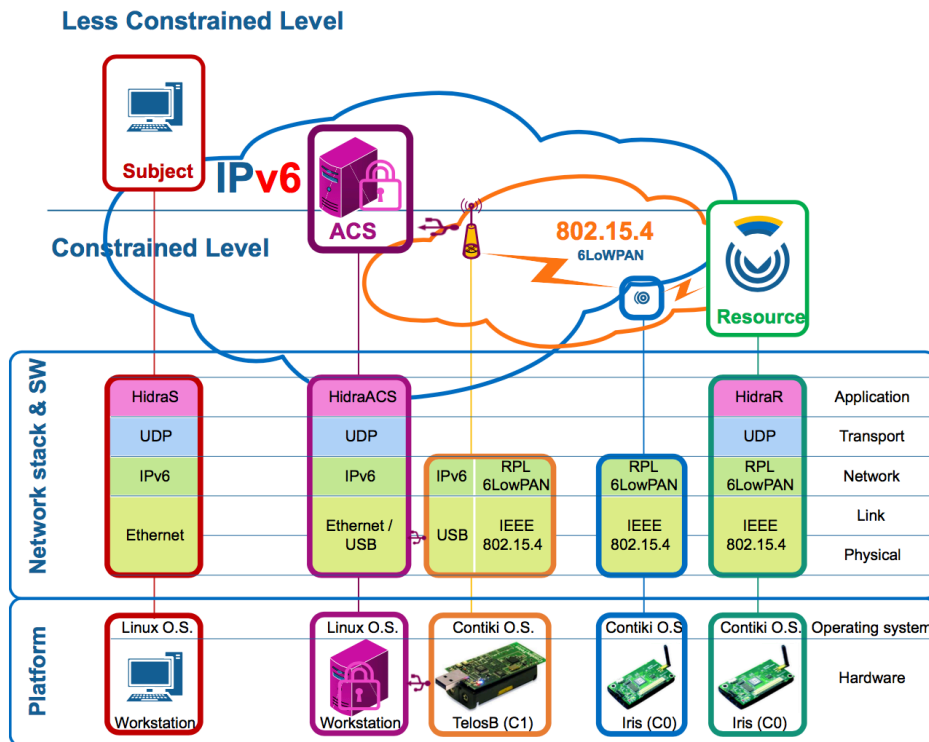 Less Constrained Level
Subject
IPv6
ACS
Constrained Level
802.15.4
6LoWPAN
Resource
Network stack & SW
HidraS
HidraACS
HidraR
Application
UDP
UDP
UDP
Transport
IPv6
IPv6
IPv6
RPL
6LowPAN
RPL
6LowPAN
RPL
6LowPAN
Network
Ethernet
Ethernet /
USB
USB
IEEE
802.15.4
IEEE
802.15.4
IEEE
802.15.4
Link
Physical
Platform
Linux O.S.
Linux O.S.
Contiki O.S.
Contiki O.S
Contiki O.S.
Operating system
Hardware
Workstation
Workstation
TelosB (C1)
Iris (C0)
Iris (C0)